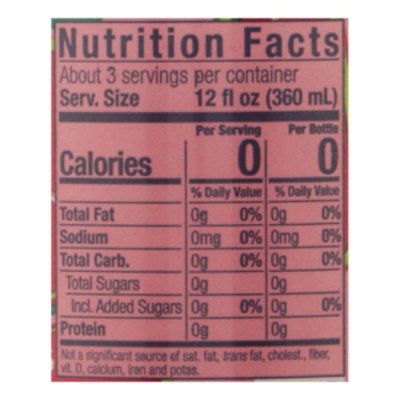 Nutrition Facts
About 3 servings per container
Serv. Size 12 fl oz (360 mL)
Per Serving Per Bottle
Calories 0 0
% Daily Value % Daily Value
Total Fat 0g 0% 0g 0%
Sodium 0mg 0% 0mg 0%
Total Carb. 0g 0% 0g 0%
Total Sugars 0g 0g
Incl. Added Sugars 0g 0% 0g 0%
Protein 0g 0g
Not a significant source of sat. fat, trans fat, cholest., fiber,
vit. D, calcium, iron and potas.